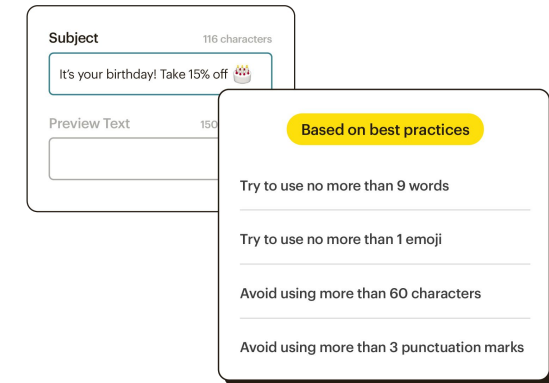 Subject
116 characters
It's your birthday! Take 15% off 🎂
Preview Text
150
Based on best practices
Try to use no more than 9 words
Try to use no more than 1 emoji
Avoid using more than 60 characters
Avoid using more than 3 punctuation marks